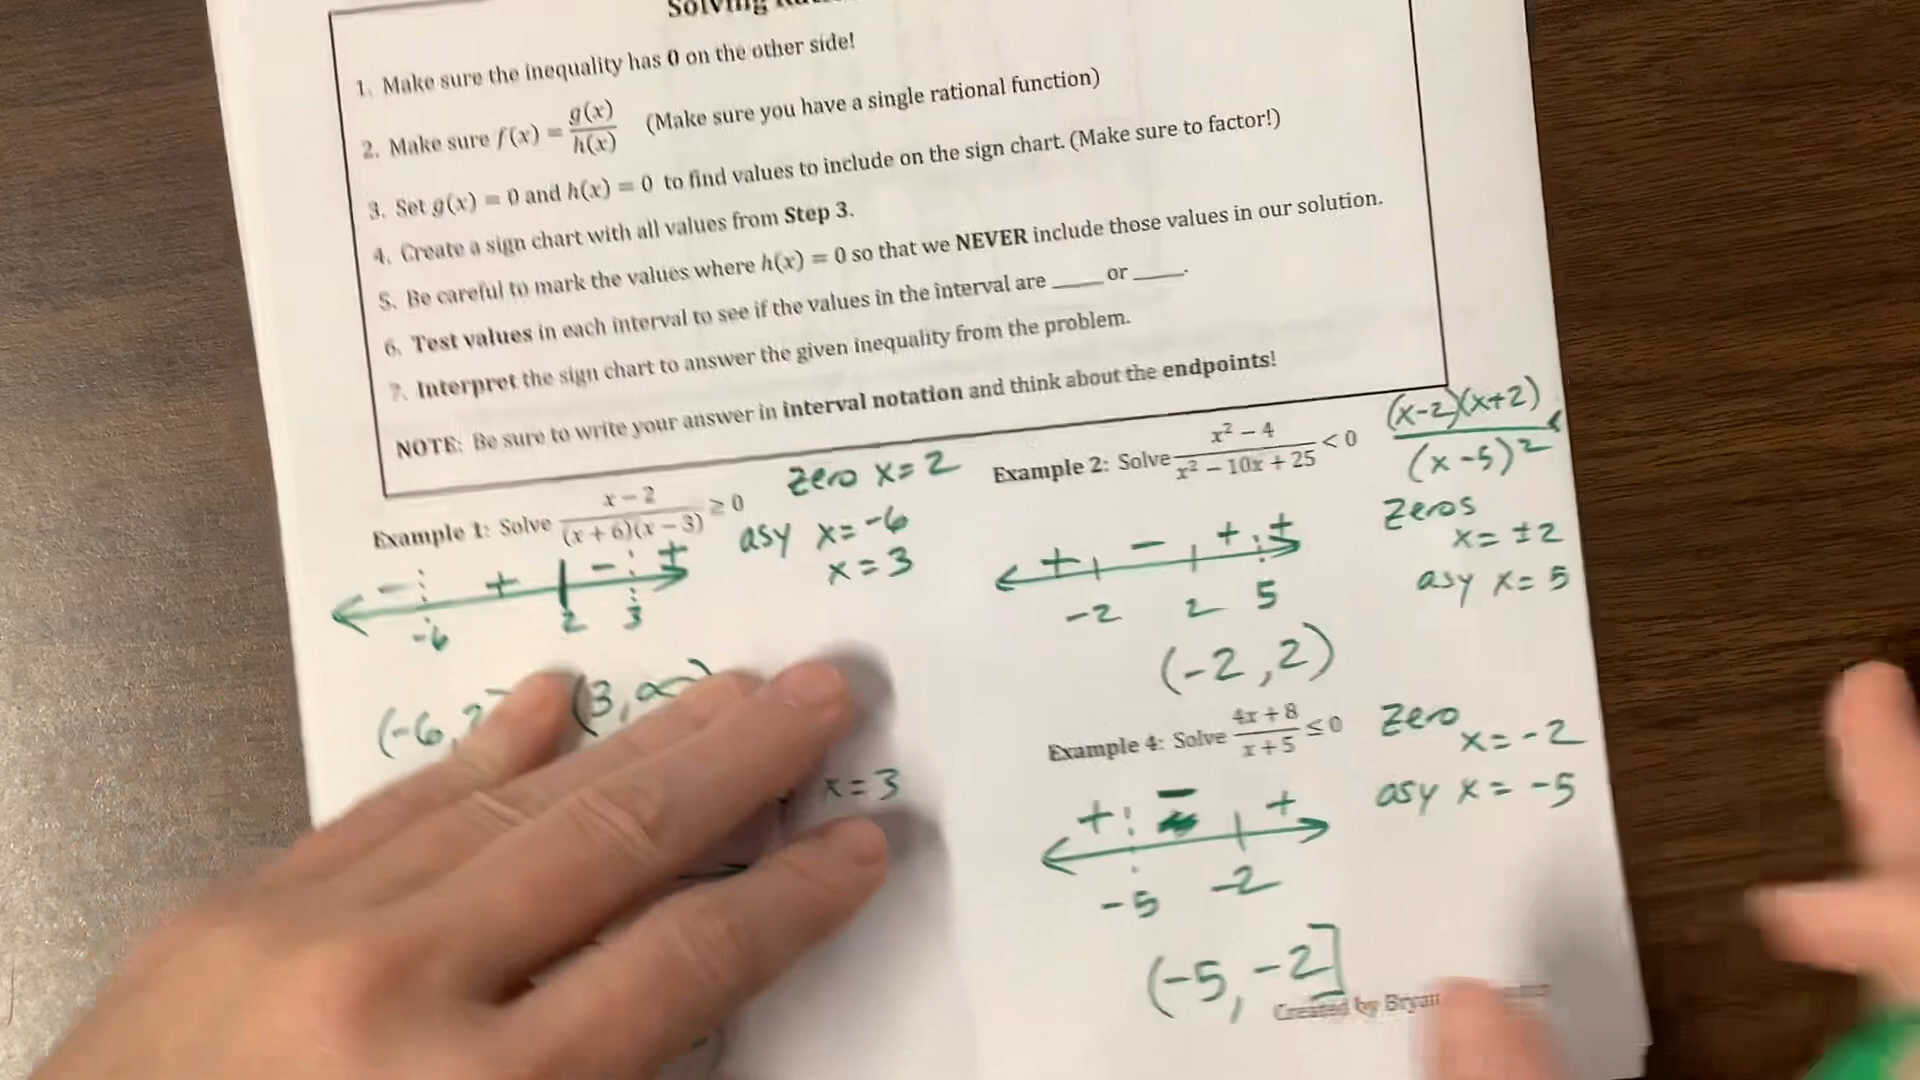 Solving
1. Make sure the inequality has 0 on the other side!
2. Make sure f(x) = g(x)/h(x) (Make sure you have a single rational function)
3. Set g(x) = 0 and h(x) = 0 to find values to include on the sign chart. (Make sure to factor!)
4. Create a sign chart with all values from Step 3.
5. Be careful to mark the values where h(x) = 0 so that we NEVER include those values in our solution.
6. Test values in each interval to see if the values in the interval are ____ or ____.
7. Interpret the sign chart to answer the given inequality from the problem.
NOTE: Be sure to write your answer in interval notation and think about the endpoints!
Example 1: Solve x - 2/(x + 6)(x - 3) ≥ 0
zero x = 2
asy x = -6
x = 3
- + - +
-6 2 3
(-6, (3, ∞)
x = 3
Example 2: Solve x² - 4/x² - 10x + 25 < 0
(x-2)(x+2)/(x-5)²
zeros
x = ±2
asy x = 5
+ - + +
-2 2 5
(-2, 2)
Example 4: Solve 4x + 8/x + 5 ≤ 0
zero
x = -2
asy x = -5
+ - +
-5 -2
(-5, -2]
Created by Bryan